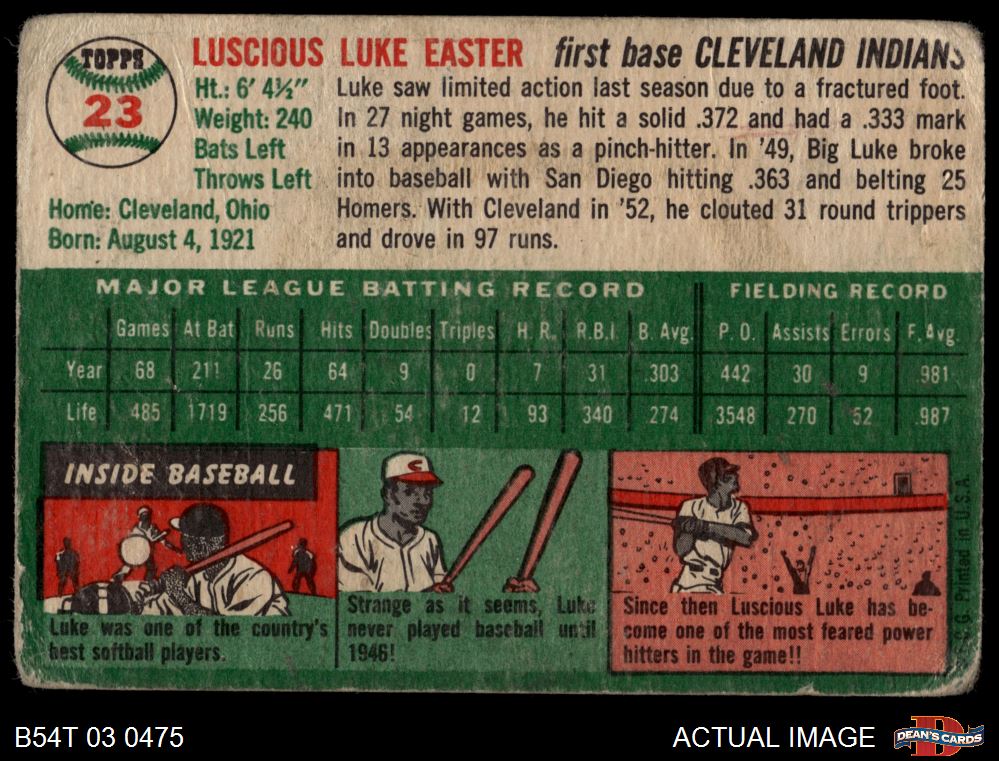 TOPPS
23
LUSCIOUS LUKE EASTER first base CLEVELAND INDIANS
Ht.: 6' 4½"
Weight: 240
Bats Left
Throws Left
Home: Cleveland, Ohio
Born: August 4, 1921
Luke saw limited action last season due to a fractured foot.
In 27 night games, he hit a solid .372 and had a .333 mark
in 13 appearances as a pinch-hitter. In '49, Big Luke broke
into baseball with San Diego hitting .363 and belting 25
Homers. With Cleveland in '52, he clouted 31 round trippers
and drove in 97 runs.
MAJOR LEAGUE BATTING RECORD FIELDING RECORD
Games At Bat Runs Hits Doubles Triples H. R. R.B.I. B. Avg. P. O. Assists Errors F. Avg.
Year 68 211 26 64 9 0 7 31 .303 442 30 9 .981
Life 485 1719 256 471 54 12 93 340 .274 3548 270 52 .987
INSIDE BASEBALL
Luke was one of the country's
best softball players.
C
Strange as it seems, Luke
never played baseball until
1946!
Since then Luscious Luke has be-
come one of the most feared power
hitters in the game!!
T.C.G. Printed in U.S.A.
B54T 03 0475
ACTUAL IMAGE
DEAN'S CARDS